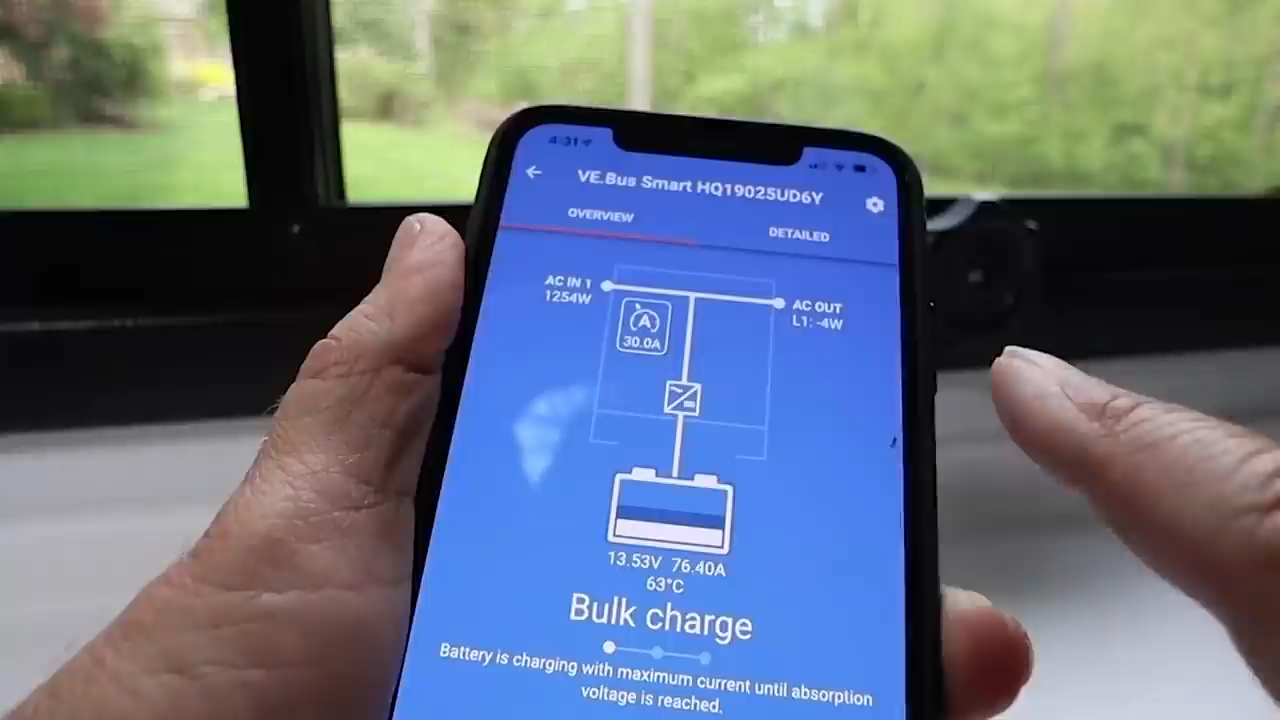 4:31
VE.Bus Smart HQ19025UD6Y
OVERVIEW
DETAILED
AC IN 1
1254W
AC OUT
L1: -4W
A
30.0A
13.53V 76.40A
63°C
Bulk charge
Battery is charging with maximum current until absorption
voltage is reached.